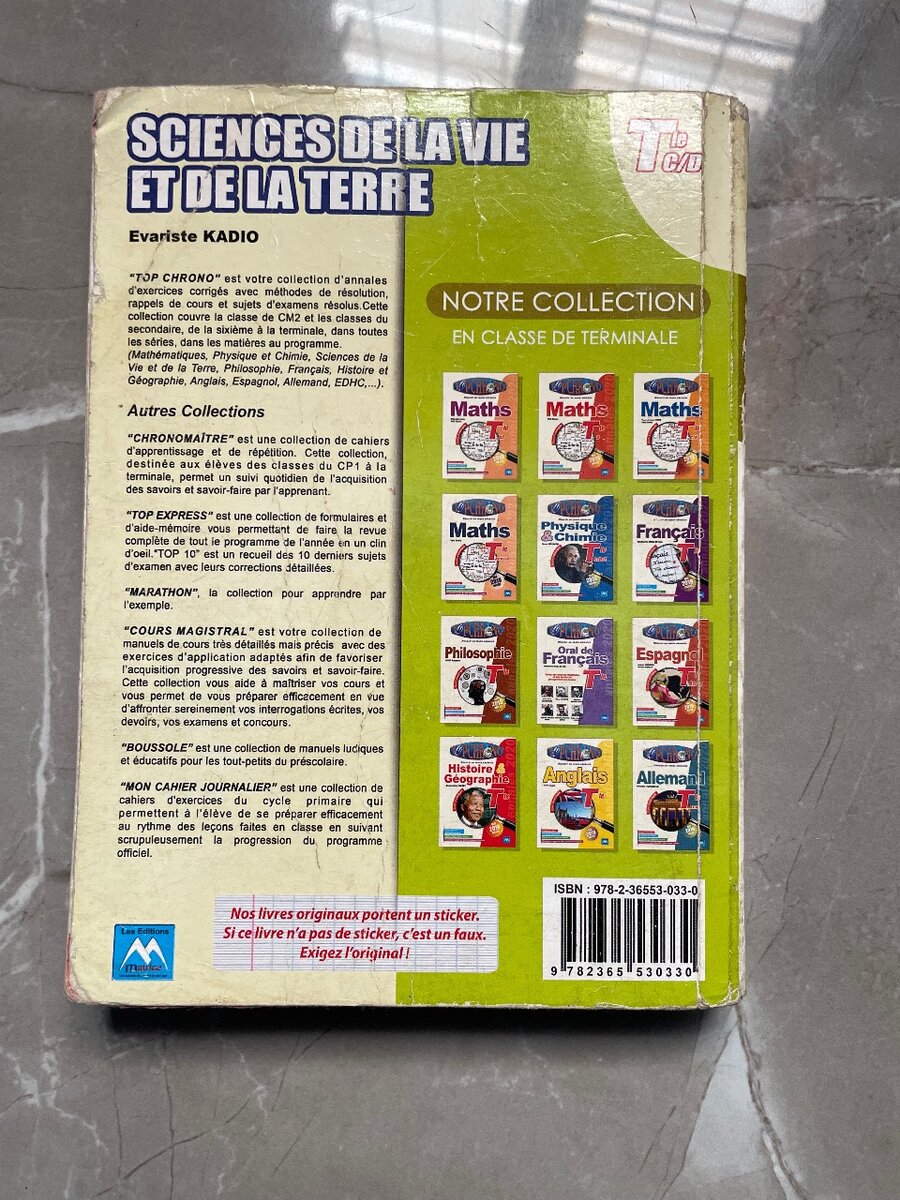 SCIENCES DE LA VIE
ET DE LA TERRE
Tle
C/D
Evariste KADIO
"TOP CHRONO" est votre collection d'annales
d'exercices corrigés avec méthodes de résolution,
rappels de cours et sujets d'examens résolus.Cette
collection couvre la classe de CM2 et les classes du
secondaire, de la sixième à la terminale, dans toutes
les séries, dans les matières au programme.
(Mathématiques, Physique et Chimie, Sciences de la
Vie et de la Terre, Philosophie, Français, Histoire et
Géographie, Anglais, Espagnol, Allemand, EDHC,...).
Autres Collections
"CHRONOMAÎTRE" est une collection de cahiers
d'apprentissage et de répétition. Cette collection,
destinée aux élèves des classes du CP1 à la
terminale, permet un suivi quotidien de l'acquisition
des savoirs et savoir-faire par l'apprenant.
"TOP EXPRESS" est une collection de formulaires et
d'aide-mémoire vous permettant de faire la revue
complète de tout le programme de l'année en un clin
d'oeil."TOP 10" est un recueil des 10 derniers sujets
d'examen avec leurs corrections détaillées.
"MARATHON", la collection pour apprendre par
l'exemple.
"COURS MAGISTRAL" est votre collection de
manuels de cours très détaillés mais précis avec des
exercices d'application adaptés afin de favoriser
l'acquisition progressive des savoirs et savoir-faire.
Cette collection vous aide à maîtriser vos cours et
vous permet de vous préparer efficacement en vue
d'affronter sereinement vos interrogations écrites, vos
devoirs, vos examens et concours.
"BOUSSOLE" est une collection de manuels ludiques
et éducatifs pour les tout-petits du préscolaire.
"MON CAHIER JOURNALIER" est une collection de
cahiers d'exercices du cycle primaire qui
permettent à l'élève de se préparer efficacement
au rythme des leçons faites en classe en suivant
scrupuleusement la progression du programme
officiel.
NOTRE COLLECTION
EN CLASSE DE TERMINALE
Maths
Maths
Maths
Maths
Physique
&Chimie
Français
Philosophie
Oral de
Français
Espagnol
Histoire &
Géographie
Anglais
Allemand
Les Editions
Matrice
Nos livres originaux portent un sticker.
Si ce livre n'a pas de sticker, c'est un faux.
Exigez l'original !
ISBN : 978-2-36553-033-0
9 782365 530330